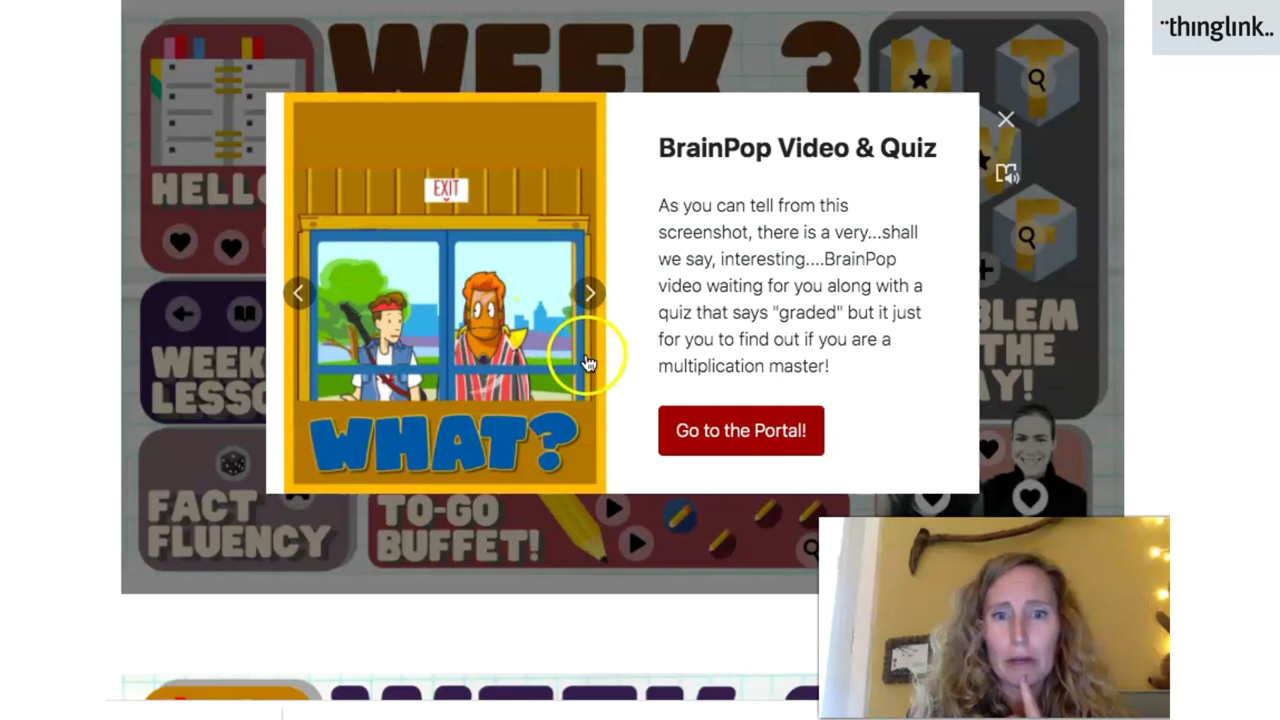 ¨thınglınk..
WEEK 3
HELLO
EXIT
BrainPop Video & Quiz
As you can tell from this
screenshot, there is a very...shall
we say, interesting....BrainPop
video waiting for you along with a
quiz that says "graded" but it just
for you to find out if you are a
multiplication master!
Go to the Portal!
WHAT?
WEEK
LESSO
BLEM
THE
AY!
FACT
FLUENCY
TO-GO
BUFFET!
M
T
F